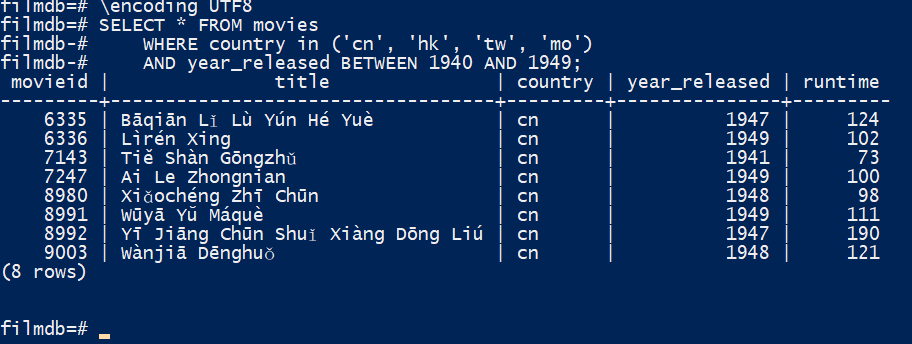 filmdb=# \encoding UTF8
filmdb=# SELECT * FROM movies
filmdb-#    WHERE country in ('cn', 'hk', 'tw', 'mo')
filmdb-#    AND year_released BETWEEN 1940 AND 1949;
 movieid |               title                | country | year_released | runtime
---------+------------------------------------+---------+---------------+---------
    6335 | Bāqiān Lǐ Lù Yún Hé Yuè            | cn      |          1947 |     124
    6336 | Lìrén Xing                         | cn      |          1949 |     102
    7143 | Tiě Shàn Gōngzhǔ                   | cn      |          1941 |      73
    7247 | Ai Le Zhongnian                    | cn      |          1949 |     100
    8980 | Xiǎochéng Zhī Chūn                 | cn      |          1948 |      98
    8991 | Wūyā Yǔ Máquè                      | cn      |          1949 |     111
    8992 | Yī Jiāng Chūn Shuǐ Xiàng Dōng Liú  | cn      |          1947 |     190
    9003 | Wànjiā Dēnghuǒ                     | cn      |          1948 |     121
(8 rows)
filmdb=#